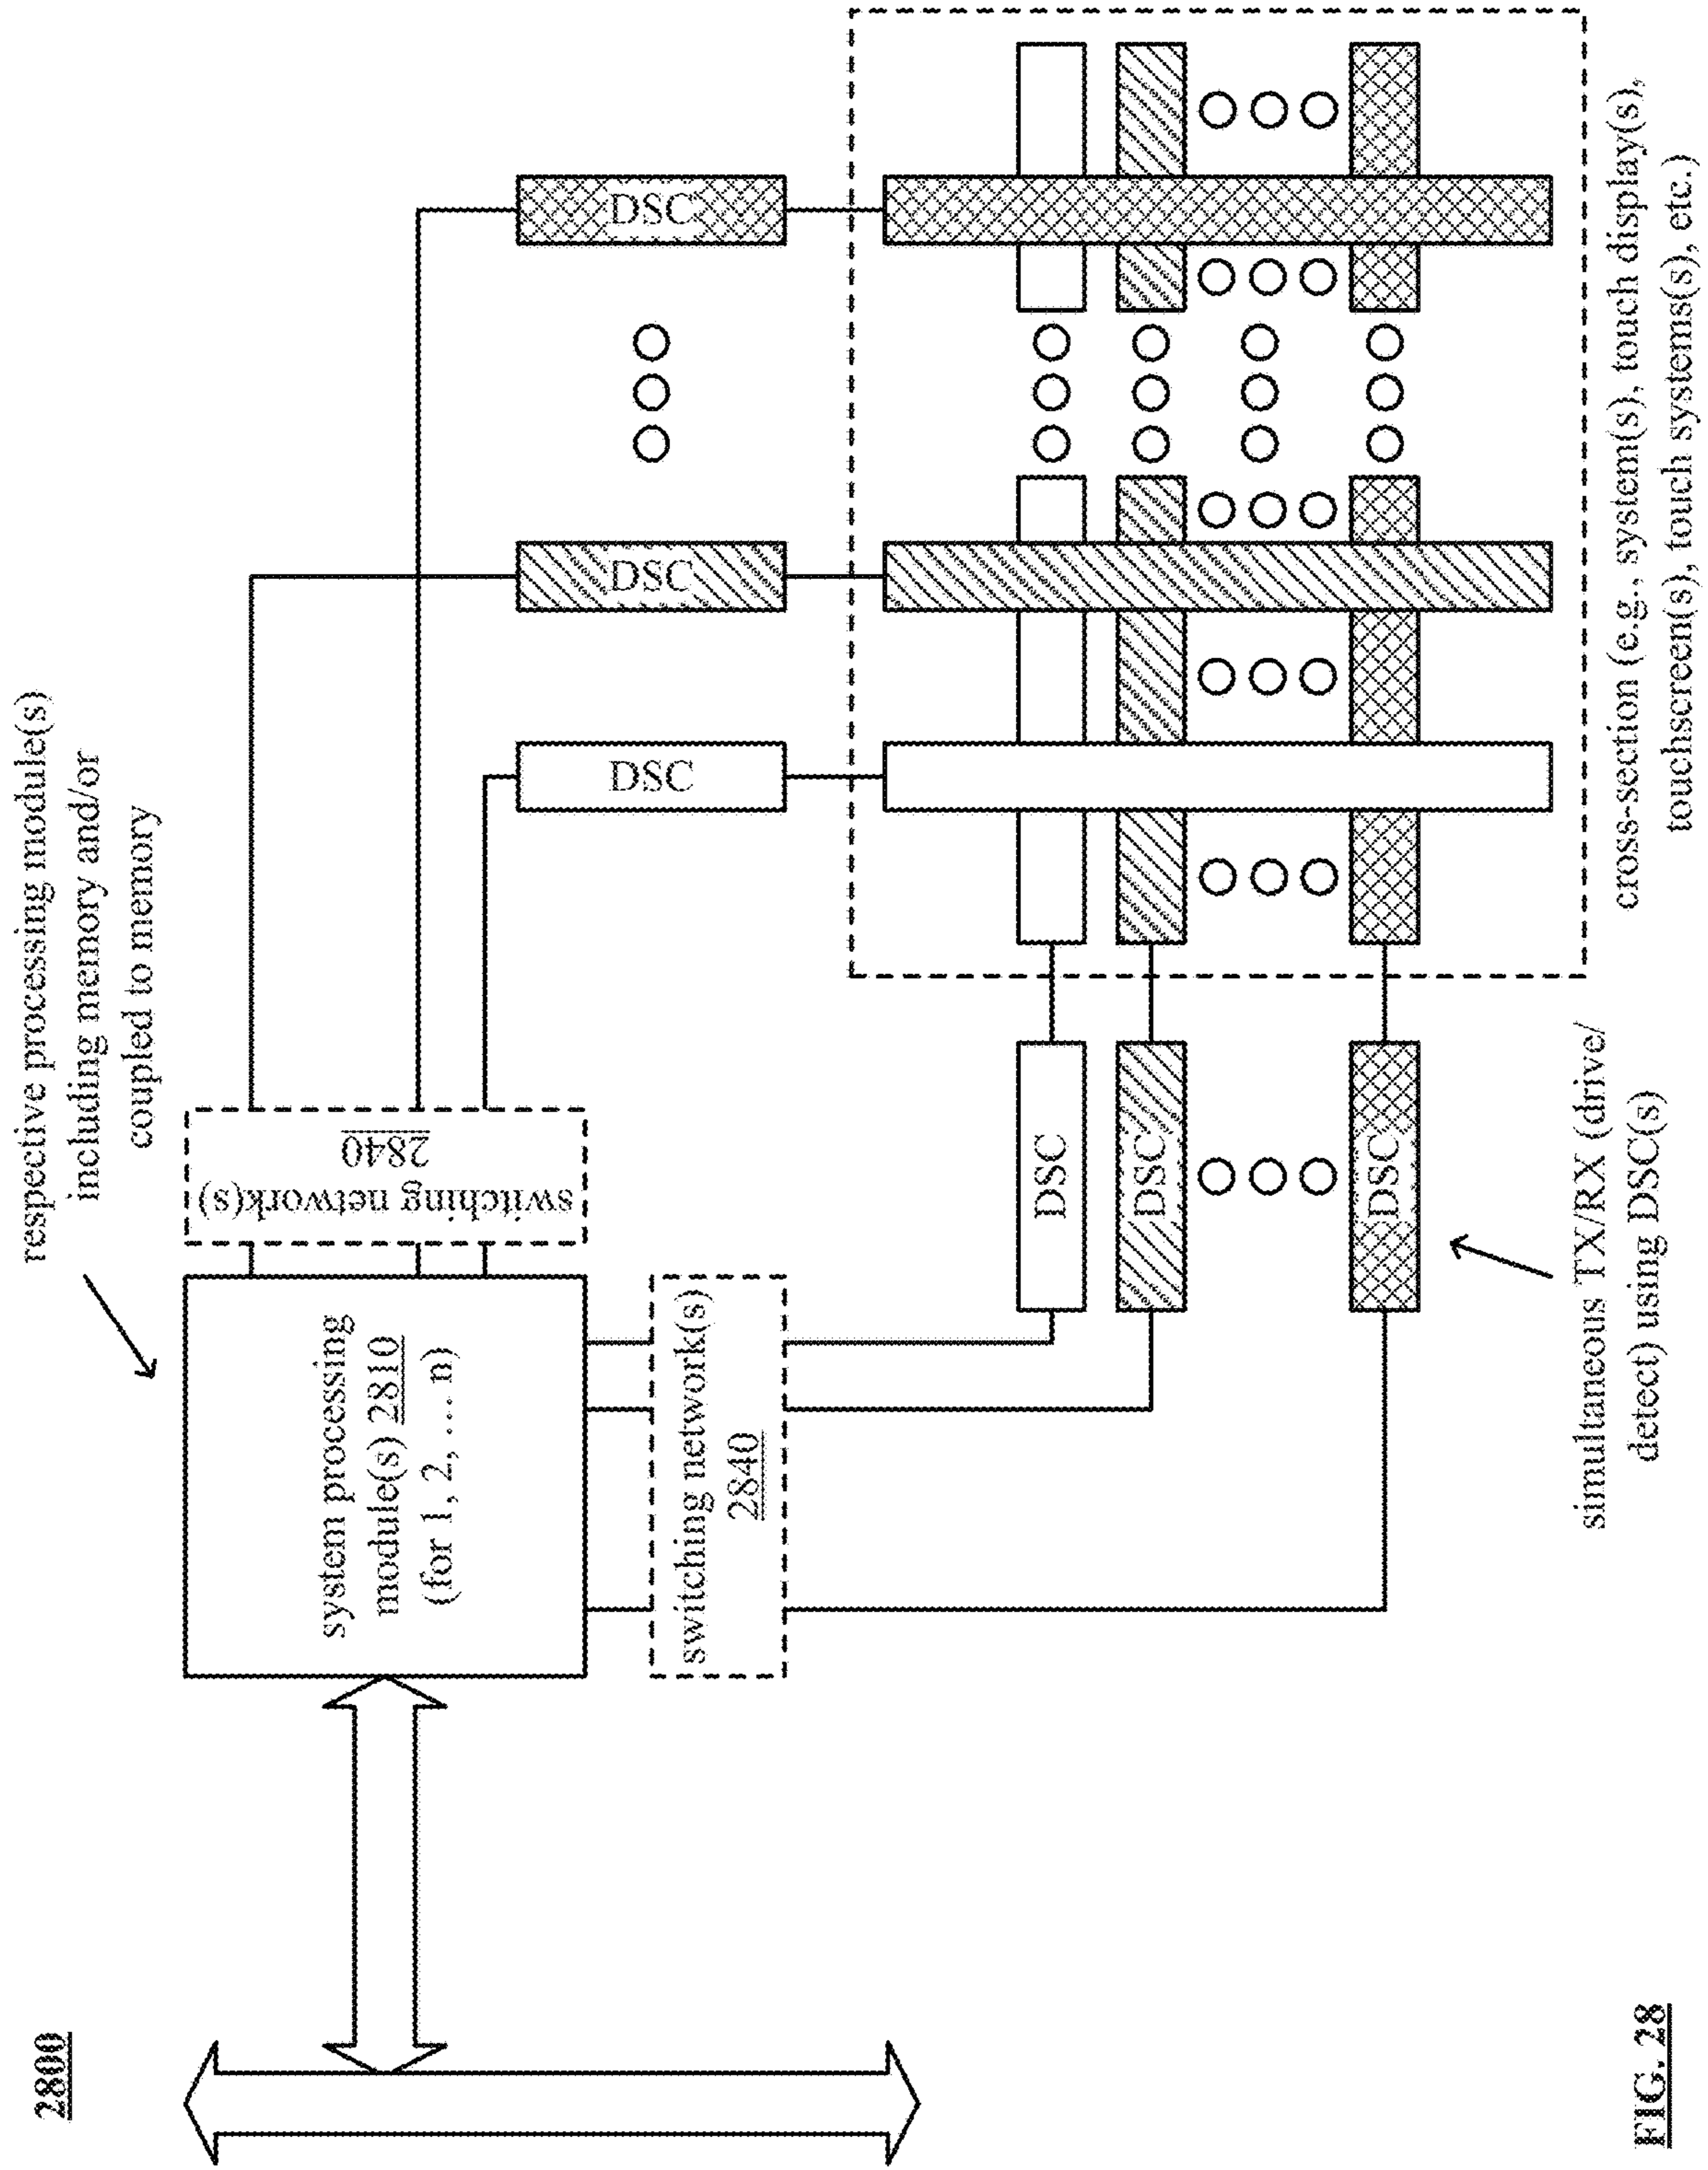 2800
respective processing module(s)
including memory and/or
coupled to memory
system processing
module(s) 2810
(for 1, 2, … n)
switching network(s)
2840
switching network(s)
2840
DSC
DSC
DSC
DSC
DSC
DSC
simultaneous TX/RX (drive/
detect) using DSC(s)
cross-section (e.g., system(s), touch display(s),
touchscreen(s), touch systems(s), etc.)
FIG. 28